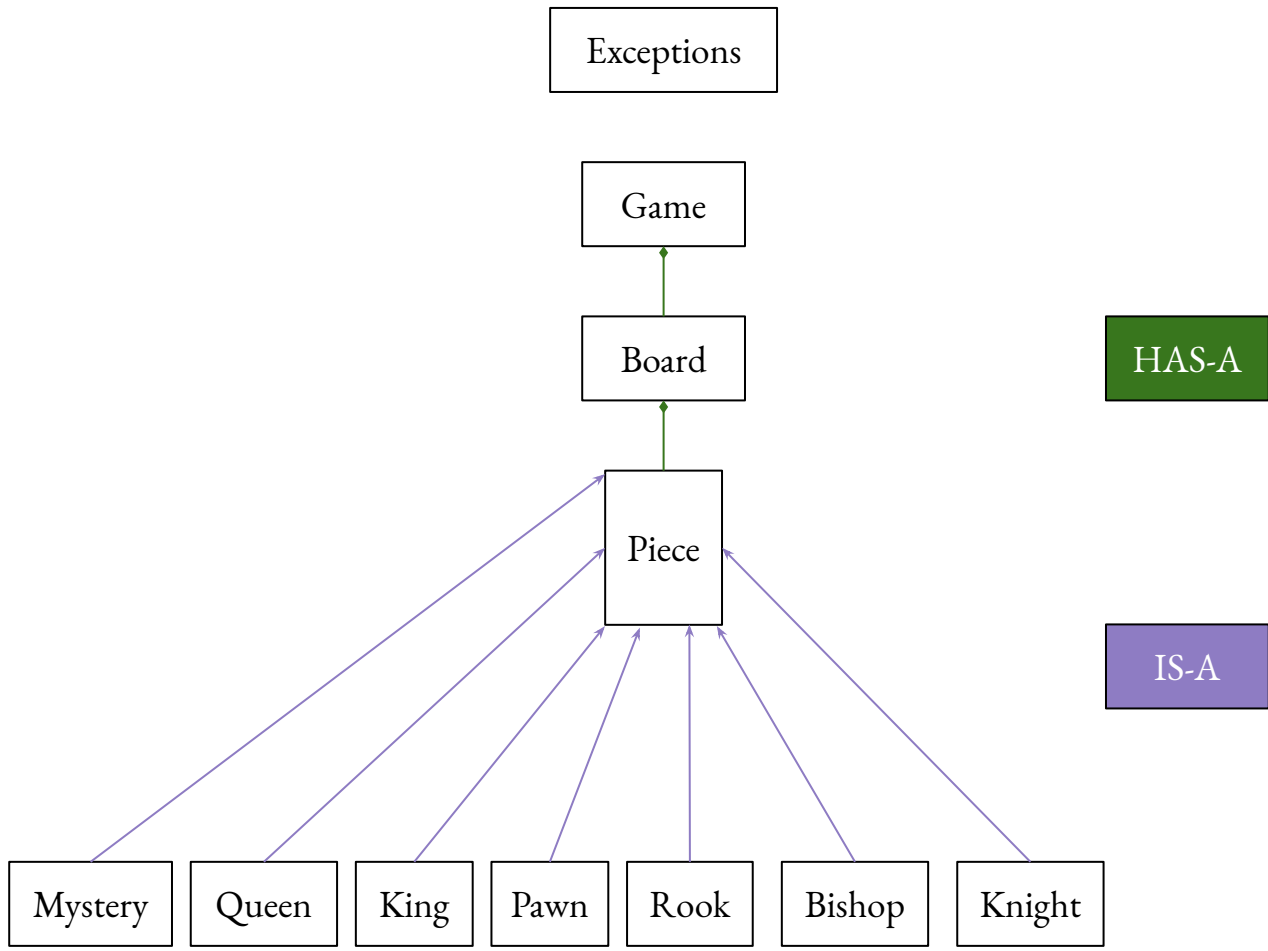 Exceptions
Game
Board
HAS-A
Piece
IS-A
Mystery
Queen
King
Pawn
Rook
Bishop
Knight